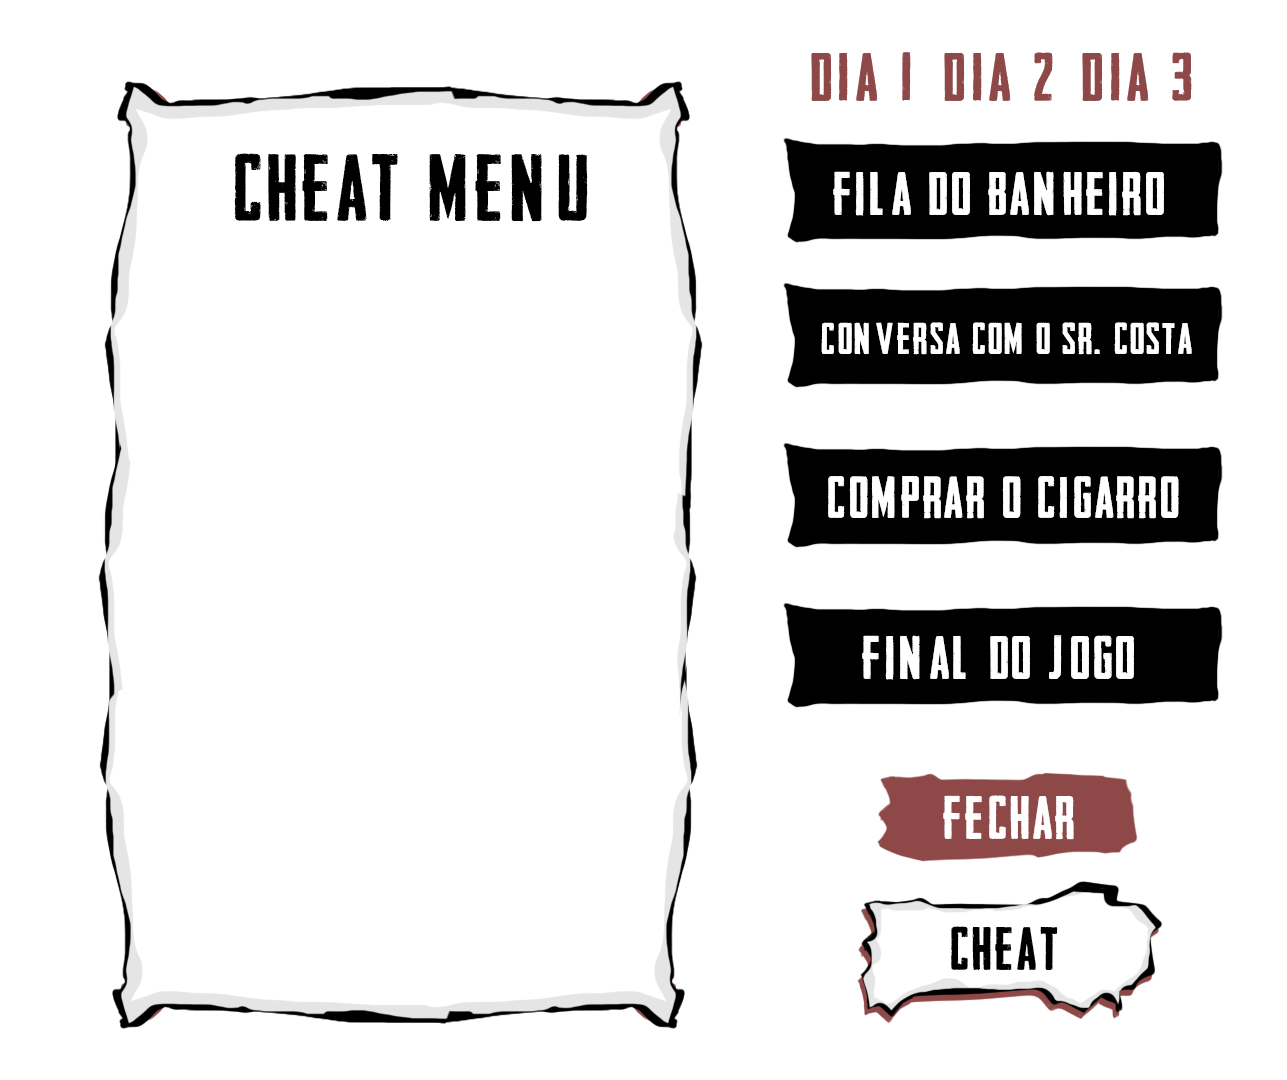 CHEAT MENU
DIA 1 DIA 2 DIA 3
FILA DO BANHEIRO
CONVERSA COM O SR. COSTA
COMPRAR O CIGARRO
FINAL DO JOGO
FECHAR
CHEAT